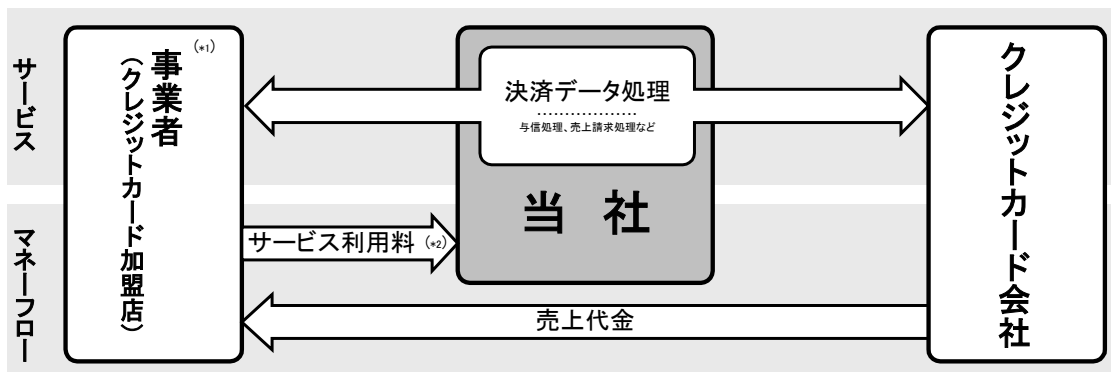 サービス
事業者
(*1)
（クレジットカード加盟店）
決済データ処理
与信処理、売上請求処理など
当 社
クレジットカード会社
マネーフロー
サービス利用料 (*2)
売上代金